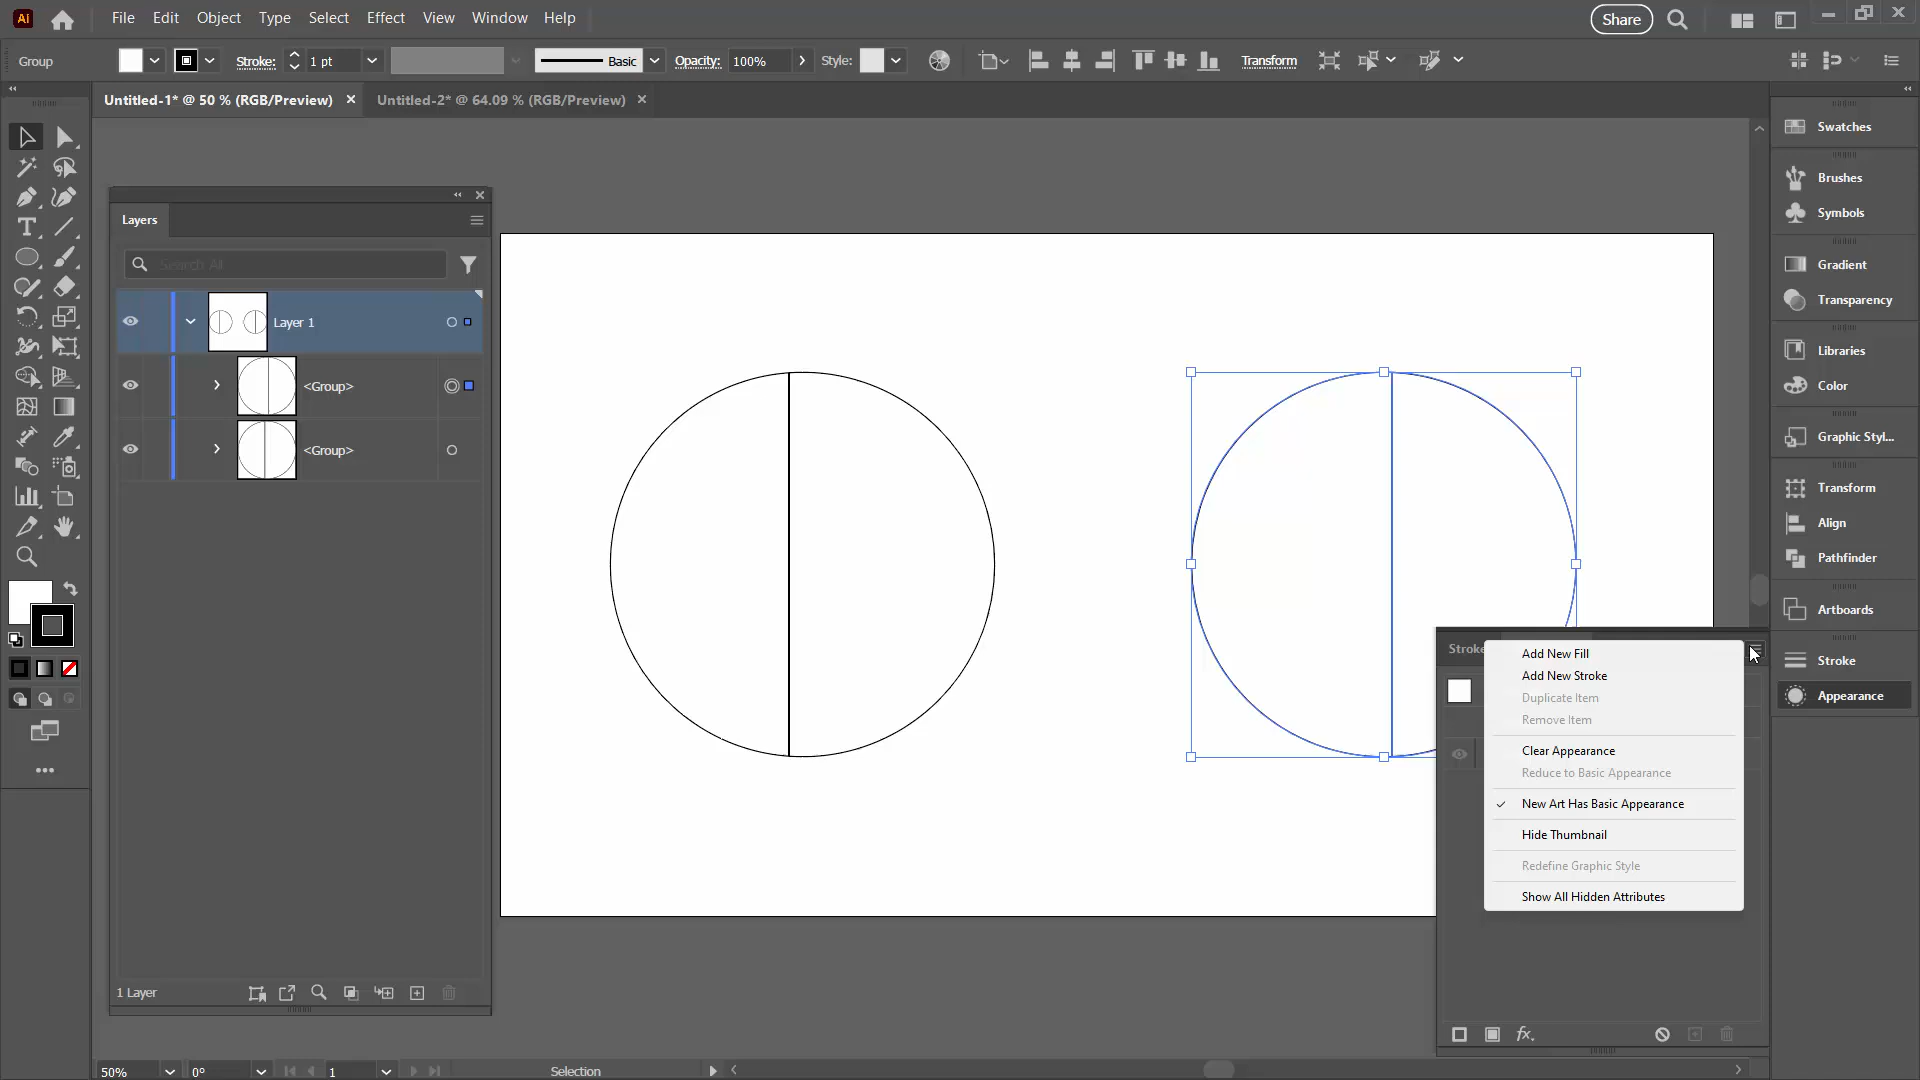 Ai File Edit Object Type Select Effect View Window Help Share
Group Stroke: 1 pt Basic Opacity: 100% Style: Transform
Untitled-1* @ 50 % (RGB/Preview) Untitled-2* @ 64.09 % (RGB/Preview)
Layers
Search All
Layer 1
<Group>
<Group>
1 Layer
Swatches
Brushes
Symbols
Gradient
Transparency
Libraries
Color
Graphic Styl...
Transform
Align
Pathfinder
Artboards
Stroke
Appearance
Stroke
Add New Fill
Add New Stroke
Duplicate Item
Remove Item
Clear Appearance
Reduce to Basic Appearance
New Art Has Basic Appearance
Hide Thumbnail
Redefine Graphic Style
Show All Hidden Attributes
fx
50% 0° 1 Selection